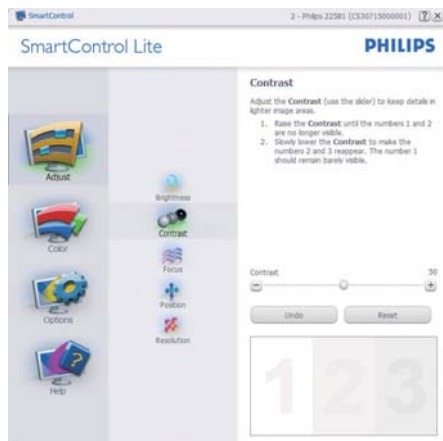 SmartControl
2 - Philips 225B1 (CS30715000001)
SmartControl Lite
PHILIPS
Adjust
Color
Options
Help
Brightness
Contrast
Focus
Position
Resolution
Contrast
Adjust the Contrast (use the slider) to keep details in
lighter image areas.
1. Raise the Contrast until the numbers 1 and 2
are no longer visible.
2. Slowly lower the Contrast to make the
numbers 2 and 3 reappear. The number 1
should remain barely visible.
Contrast
30
Undo
Reset
1 2 3